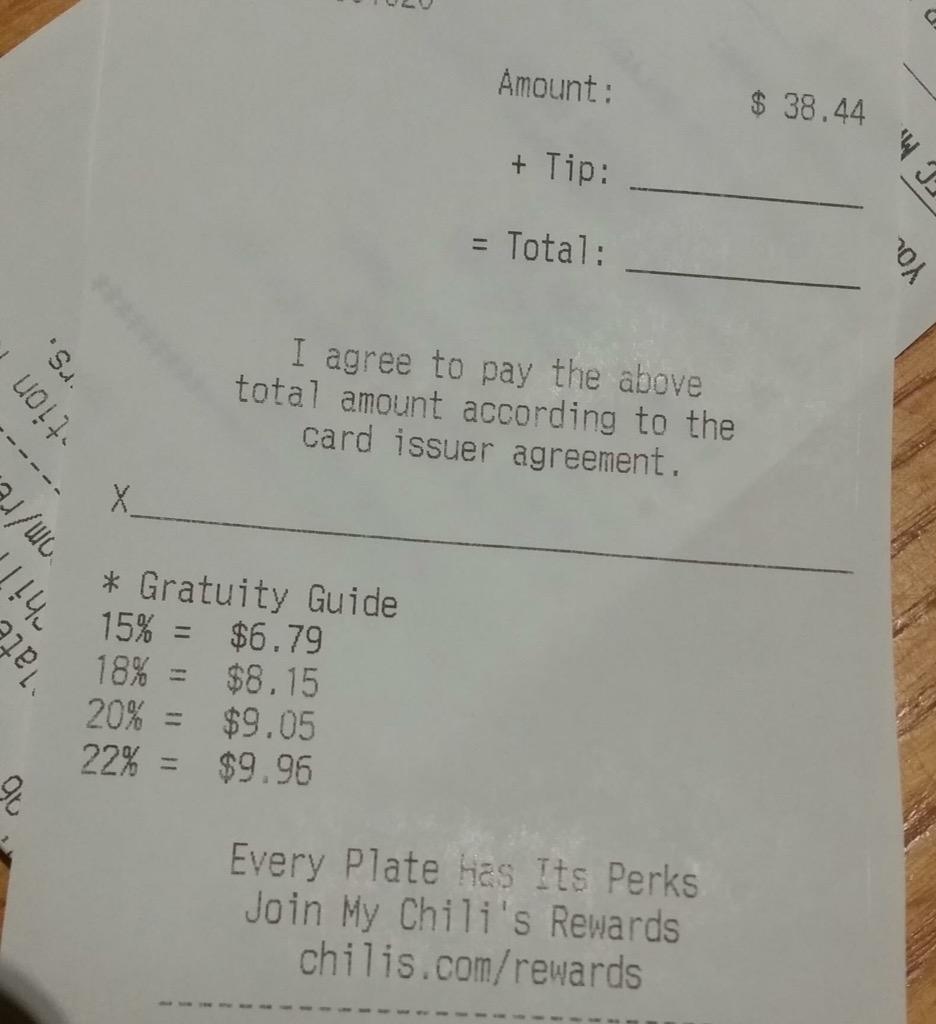 Amount: $ 38.44
+ Tip:
= Total:
I agree to pay the above
total amount according to the
card issuer agreement.
X
* Gratuity Guide
15% = $6.79
18% = $8.15
20% = $9.05
22% = $9.96
Every Plate Has Its Perks
Join My Chili's Rewards
chilis.com/rewards